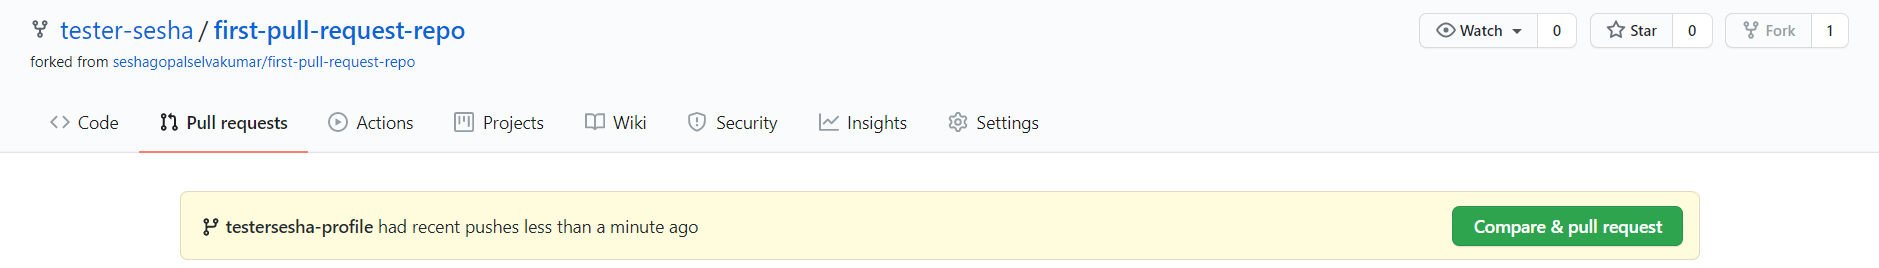 tester-sesha / first-pull-request-repo
Watch 0 Star 0 Fork 1
forked from seshagopalselvakumar/first-pull-request-repo
Code Pull requests Actions Projects Wiki Security Insights Settings
testersesha-profile had recent pushes less than a minute ago
Compare & pull request